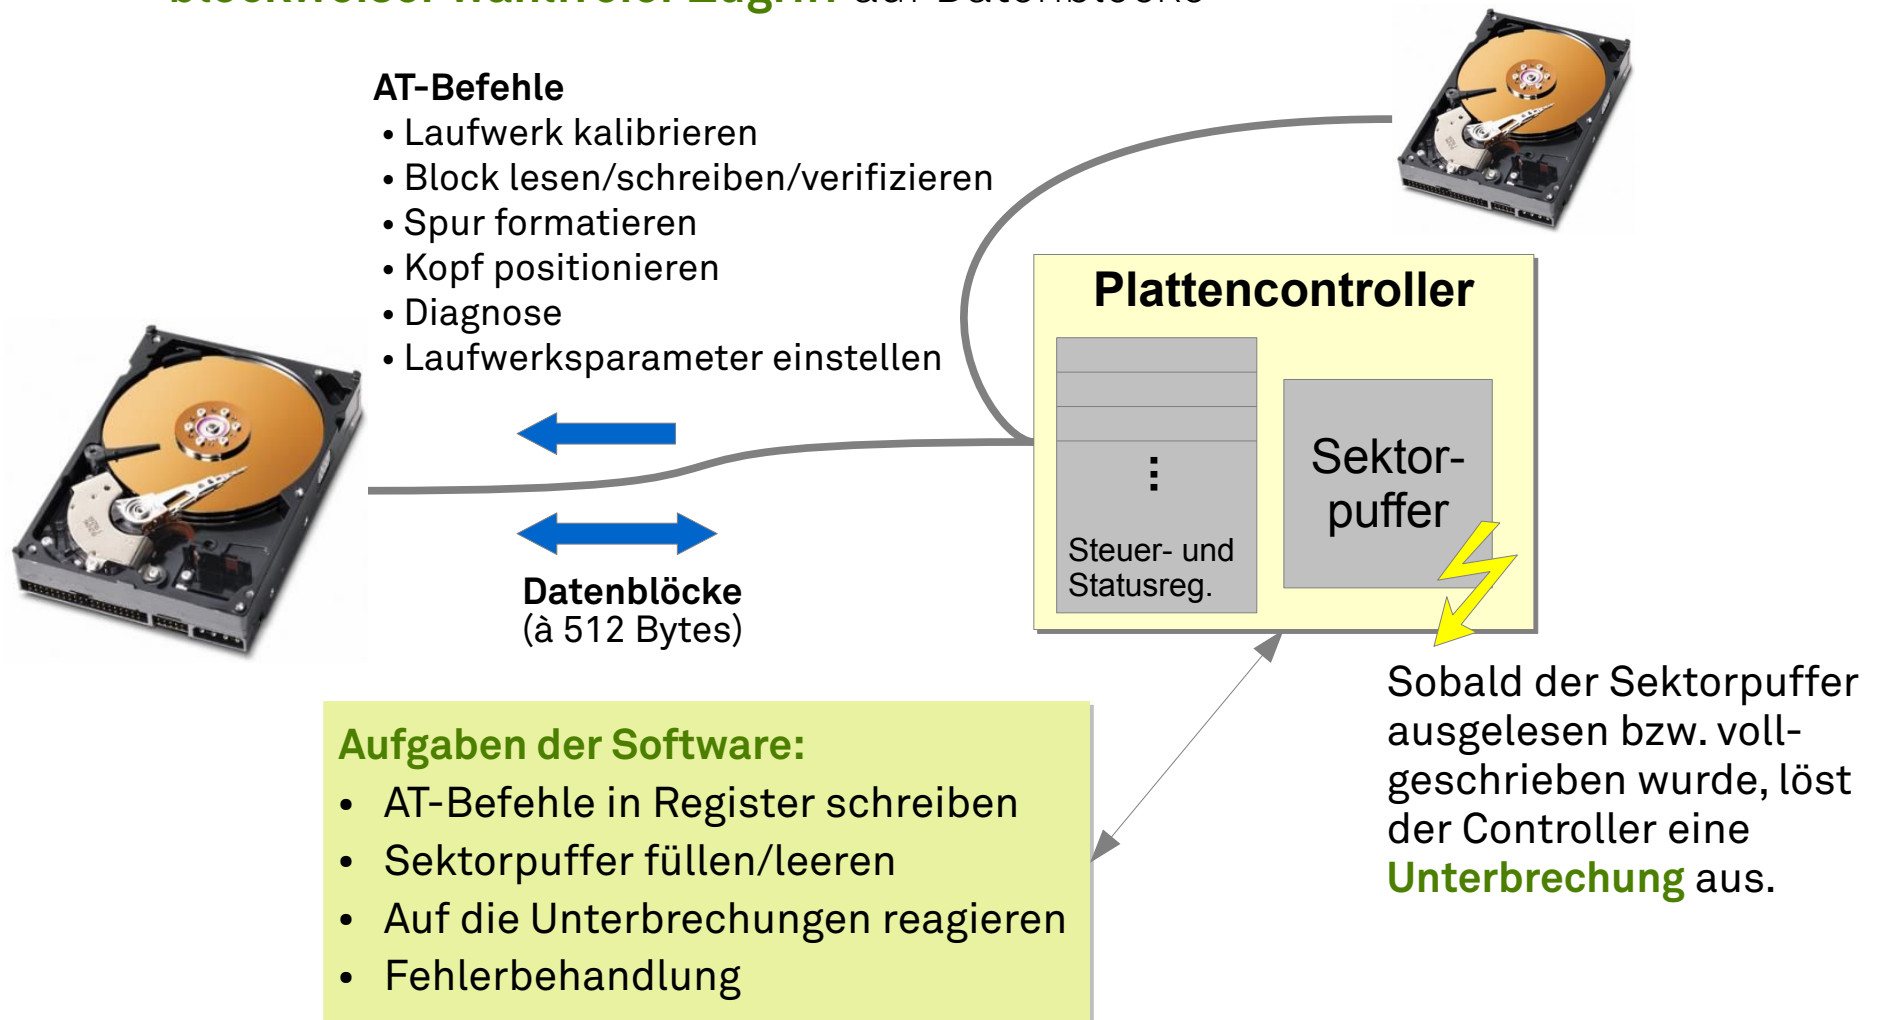 auf Datenblöcke
AT-Befehle
• Laufwerk kalibrieren
• Block lesen/schreiben/verifizieren
• Spur formatieren
• Kopf positionieren
• Diagnose
• Laufwerksparameter einstellen
Plattencontroller
⋮
Sektor-
puffer
Steuer- und
Statusreg.
Datenblöcke
(à 512 Bytes)
Aufgaben der Software:
• AT-Befehle in Register schreiben
• Sektorpuffer füllen/leeren
• Auf die Unterbrechungen reagieren
• Fehlerbehandlung
Sobald der Sektorpuffer
ausgelesen bzw. voll-
geschrieben wurde, löst
der Controller eine
Unterbrechung aus.